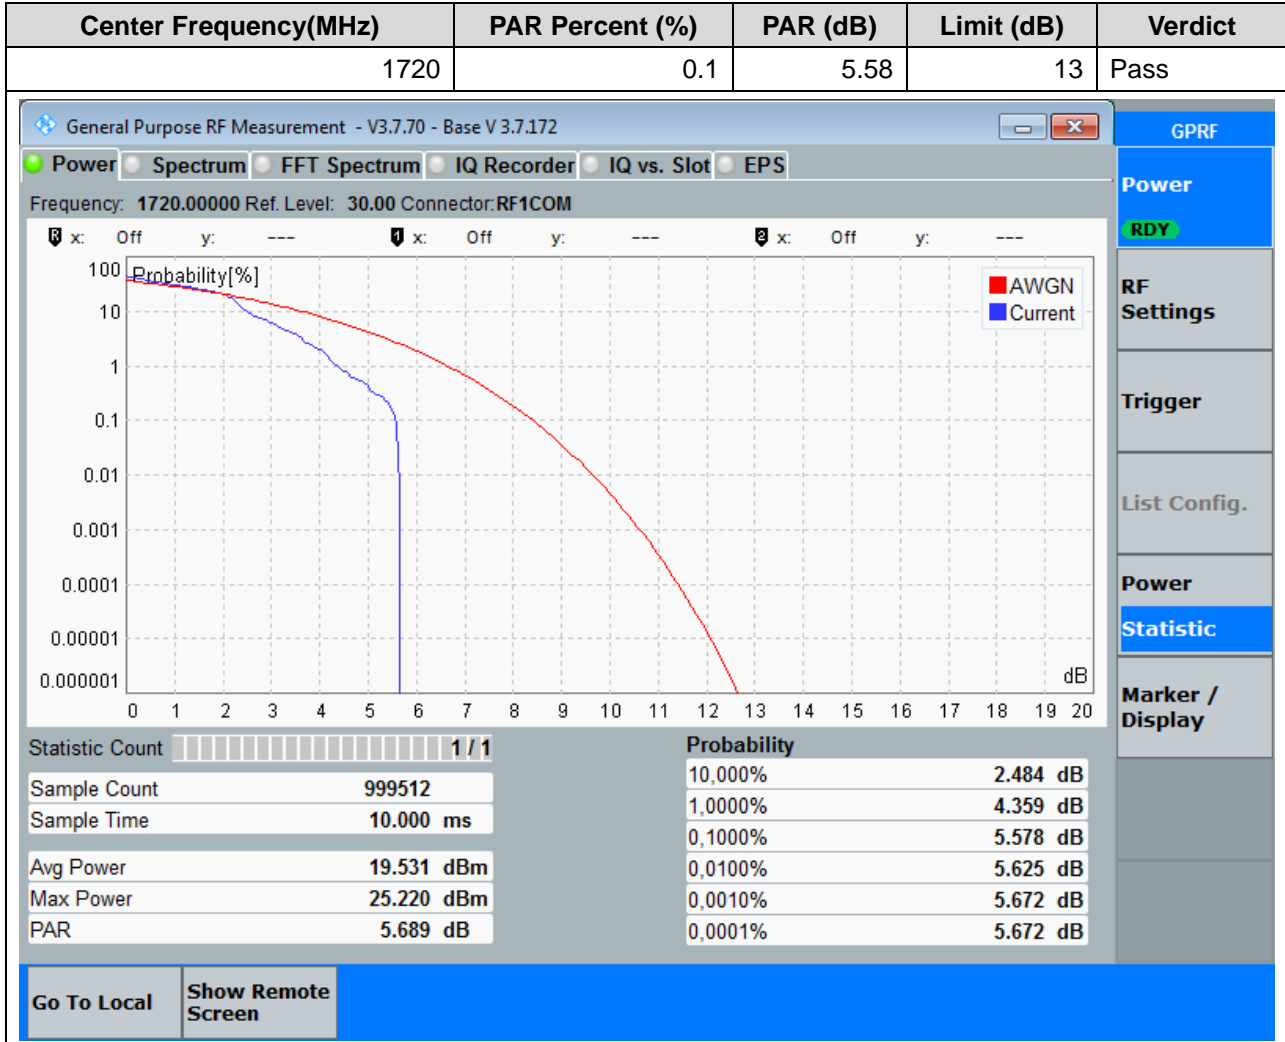 Center Frequency(MHz) PAR Percent (%) PAR (dB) Limit (dB) Verdict
1720 0.1 5.58 13 Pass
General Purpose RF Measurement - V3.7.70 - Base V 3.7.172
GPRF
Power Spectrum FFT Spectrum IQ Recorder IQ vs. Slot EPS
Power
RDY
Frequency: 1720.00000 Ref. Level: 30.00 Connector: RF1COM
R x: Off y: --- 1 x: Off y: --- 2 x: Off y: ---
Probability[%]
AWGN
Current
100
10
1
0.1
0.01
0.001
0.0001
0.00001
0.000001
dB
0 1 2 3 4 5 6 7 8 9 10 11 12 13 14 15 16 17 18 19 20
RF
Settings
Trigger
List Config.
Power
Statistic
Marker /
Display
Statistic Count 1 / 1
Sample Count 999512
Sample Time 10.000 ms
Avg Power 19.531 dBm
Max Power 25.220 dBm
PAR 5.689 dB
Probability
10,000% 2.484 dB
1,0000% 4.359 dB
0,1000% 5.578 dB
0,0100% 5.625 dB
0,0010% 5.672 dB
0,0001% 5.672 dB
Go To Local
Show Remote
Screen